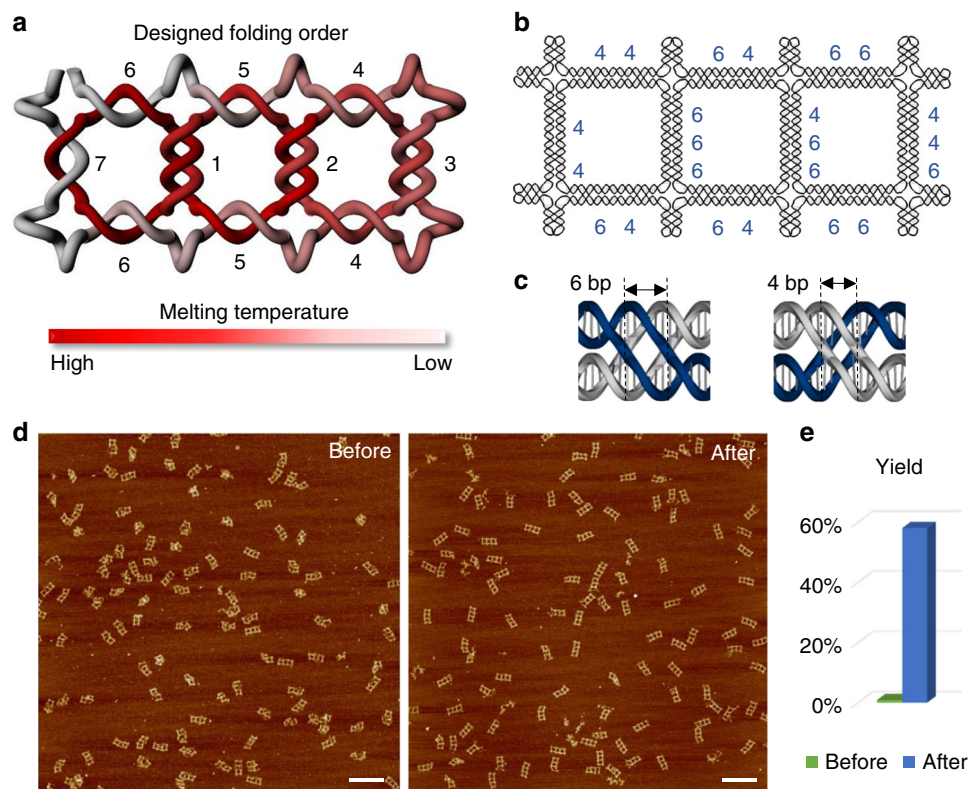 a
Designed folding order
6 5 4
7 1 2 3
6 5 4
Melting temperature
High Low
b
4 4 6 4 6 6
4 6 6 4
6 4
4 6 6 6
6 4 6 4 6 6
c
6 bp 4 bp
d
Before After
e
Yield
60%
40%
20%
0%
Before After